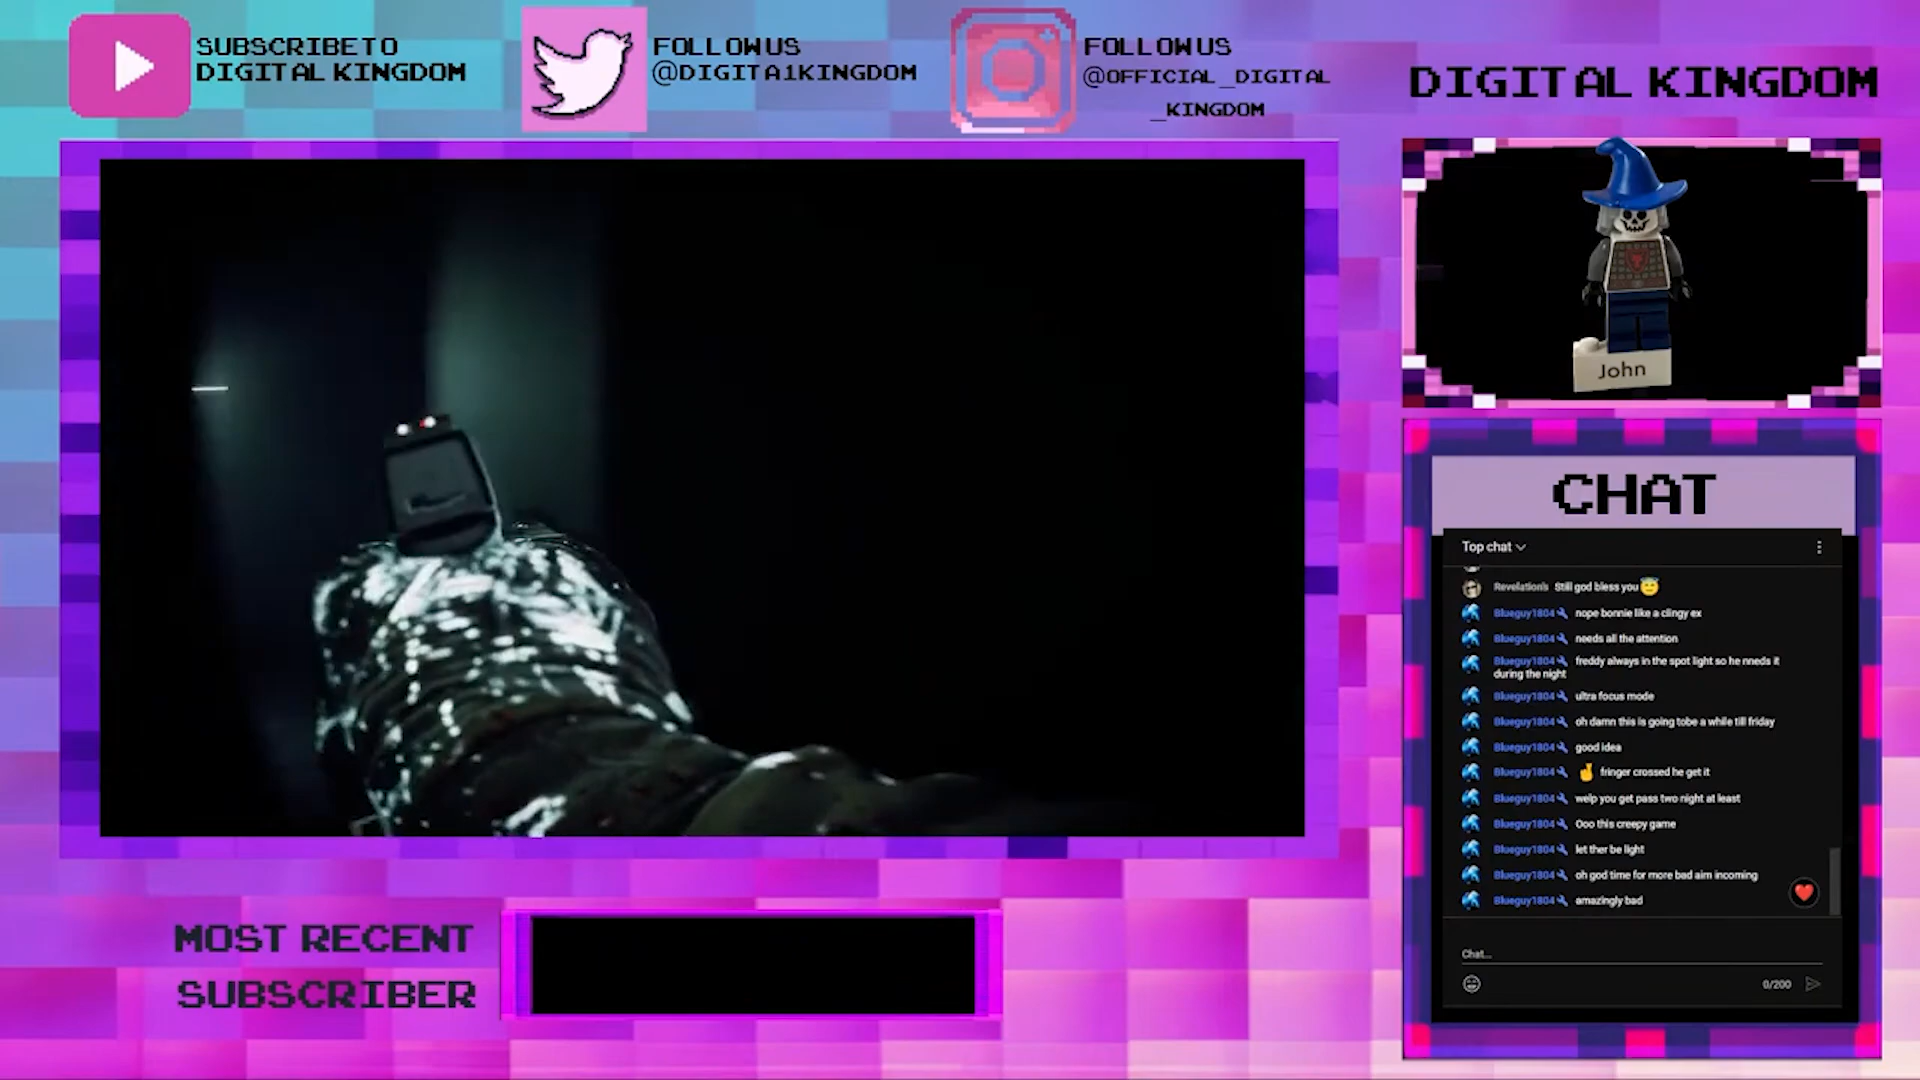 SUBSCRIBE TO
DIGITAL KINGDOM
FOLLOW US
@DIGITA1KINGDOM
FOLLOW US
@OFFICIAL_DIGITAL
_KINGDOM
DIGITAL KINGDOM
John
CHAT
Top chat
Revelation's Still god bless you
Blueguy1804 nope bonnie like a clingy ex
Blueguy1804 needs all the attention
Blueguy1804 freddy always in the spot light so he nneds it
during the night
Blueguy1804 ultra focus mode
Blueguy1804 oh damn this is going tobe a while till friday
Blueguy1804 good idea
Blueguy1804 🤞 fringer crossed he get it
Blueguy1804 welp you get pass two night at least
Blueguy1804 Ooo this creepy game
Blueguy1804 let ther be light
Blueguy1804 oh god time for more bad aim incoming
Blueguy1804 amazingly bad
Chat...
0/200
MOST RECENT
SUBSCRIBER